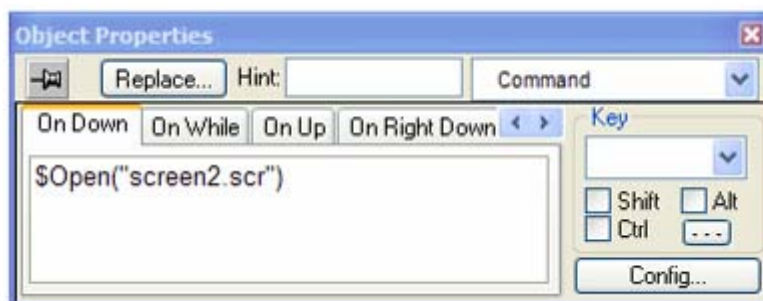 Object Properties
Replace... Hint: Command
On Down On While On Up On Right Down Key
$Open("screen2.scr")
Shift Alt
Ctrl ...
Config...